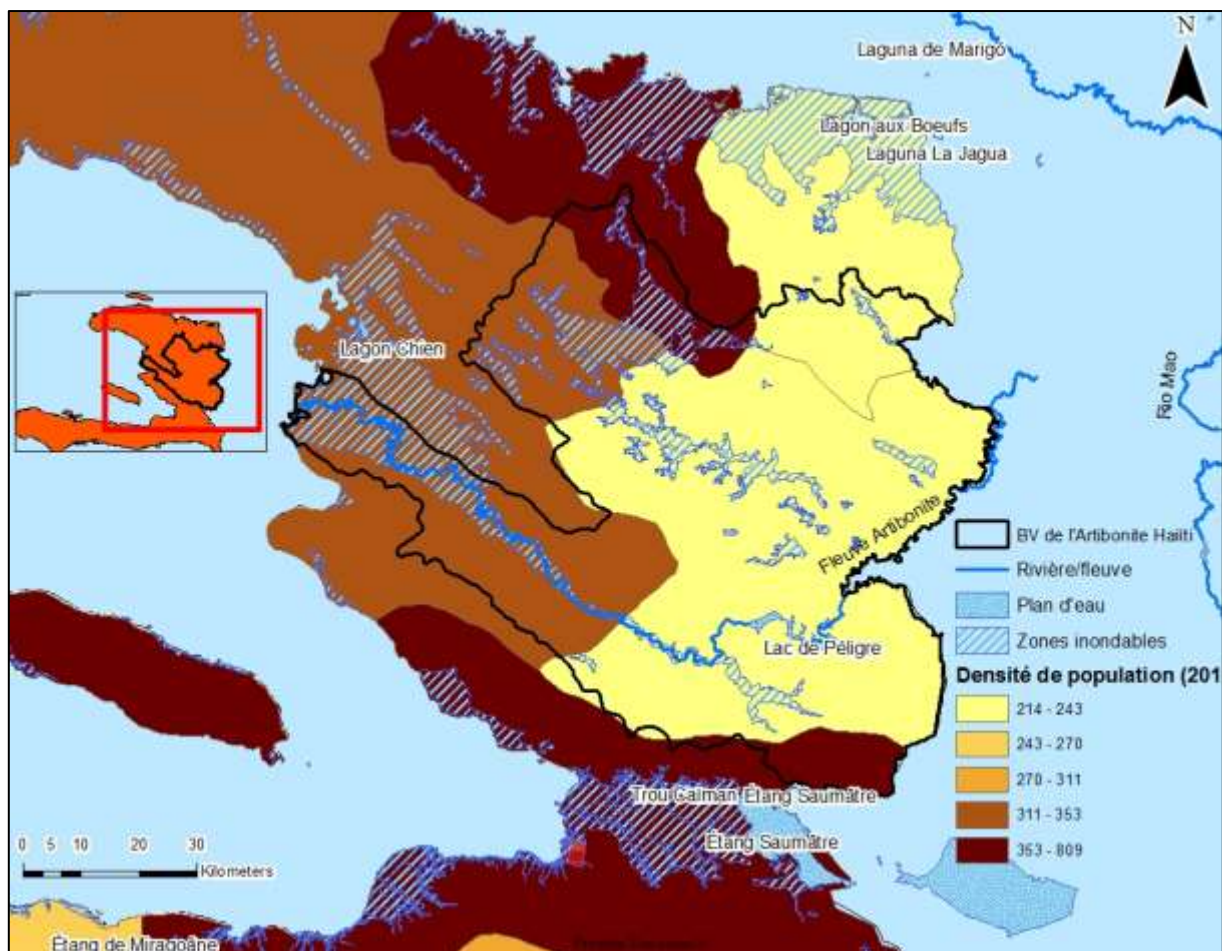 N
Laguna de Marigó
Lagon aux Boeufs
Laguna La Jagua
Lagon Chien
Rio Mao
Fleuve Artibonite
Lac de Péligre
BV de l'Artibonite Haiiti
Rivière/fleuve
Plan d'eau
Zones inondables
Densité de population (201
214 - 243
243 - 270
270 - 311
311 - 353
353 - 809
Trou Caïman Étang Saumâtre
Étang Saumâtre
0 5 10 20 30
Kilometers
Étang de Miragoâne